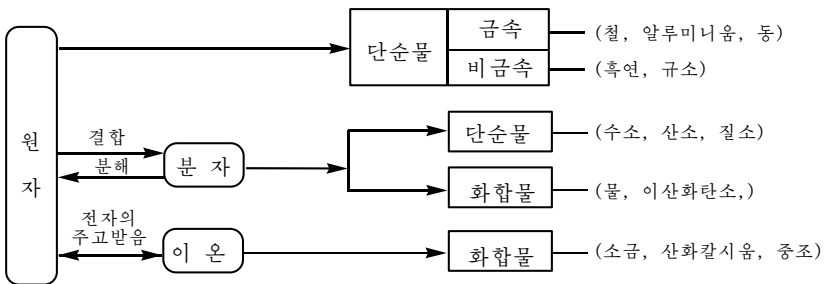 금속
(철, 알루미니움, 동)
단순물
비금속
(흑연, 규소)
원
자
결합
분해
분 자
단순물
(수소, 산소, 질소)
화합물
(물, 이산화탄소,)
전자의
주고받음
이 온
화합물
(소금, 산화칼시움, 중조)